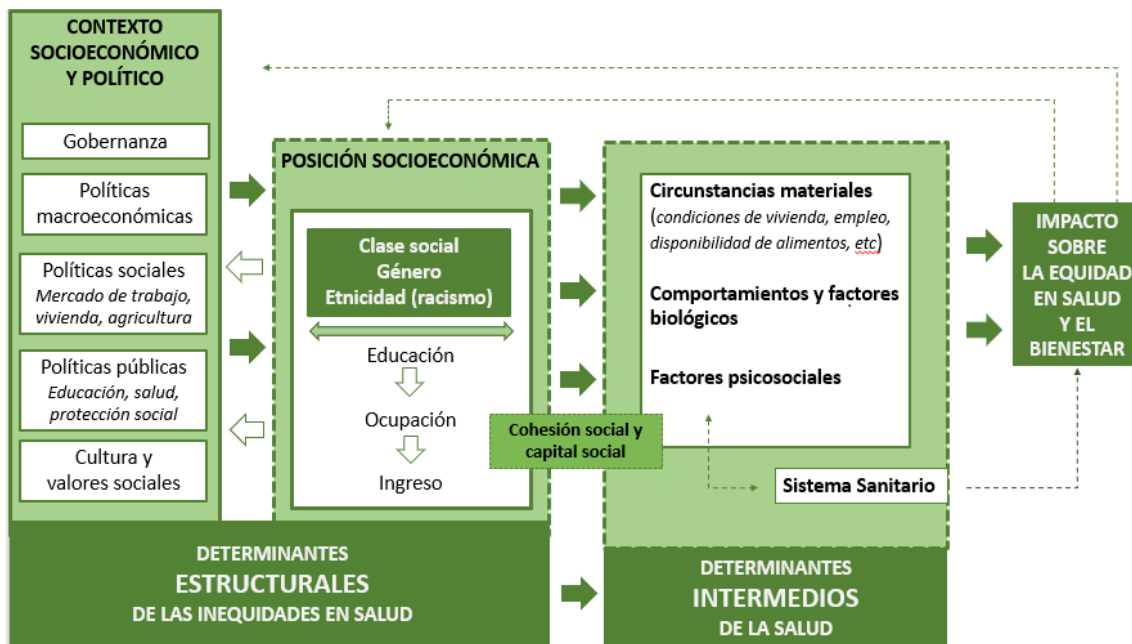 CONTEXTO
SOCIOECONÓMICO
Y POLÍTICO
Gobernanza
Políticas
macroeconómicas
Políticas sociales
Mercado de trabajo,
vivienda, agricultura
Políticas públicas
Educación, salud,
protección social
Cultura y
valores sociales
POSICIÓN SOCIOECONÓMICA
Clase social
Género
Etnicidad (racismo)
Educación
Ocupación
Ingreso
Cohesión social y
capital social
Circunstancias materiales
(condiciones de vivienda, empleo,
disponibilidad de alimentos, etc)
Comportamientos y factores
biológicos
Factores psicosociales
Sistema Sanitario
IMPACTO
SOBRE
LA EQUIDAD
EN SALUD
Y EL
BIENESTAR
DETERMINANTES
ESTRUCTURALES
DE LAS INEQUIDADES EN SALUD
DETERMINANTES
INTERMEDIOS
DE LA SALUD